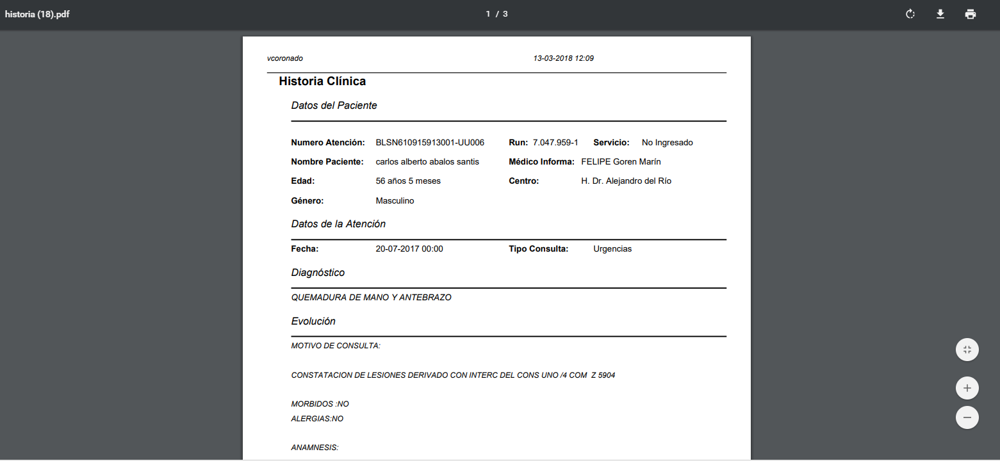 historia (18).pdf 1 / 3
vcoronado 13-03-2018 12:09
Historia Clínica
Datos del Paciente
Numero Atención: BLSN610915913001-UU006 Run: 7.047.959-1 Servicio: No Ingresado
Nombre Paciente: carlos alberto abalos santis Médico Informa: FELIPE Goren Marín
Edad: 56 años 5 meses Centro: H. Dr. Alejandro del Río
Género: Masculino
Datos de la Atención
Fecha: 20-07-2017 00:00 Tipo Consulta: Urgencias
Diagnóstico
QUEMADURA DE MANO Y ANTEBRAZO
Evolución
MOTIVO DE CONSULTA:
CONSTATACION DE LESIONES DERIVADO CON INTERC DEL CONS UNO /4 COM Z 5904
MORBIDOS :NO
ALERGIAS:NO
ANAMNESIS: